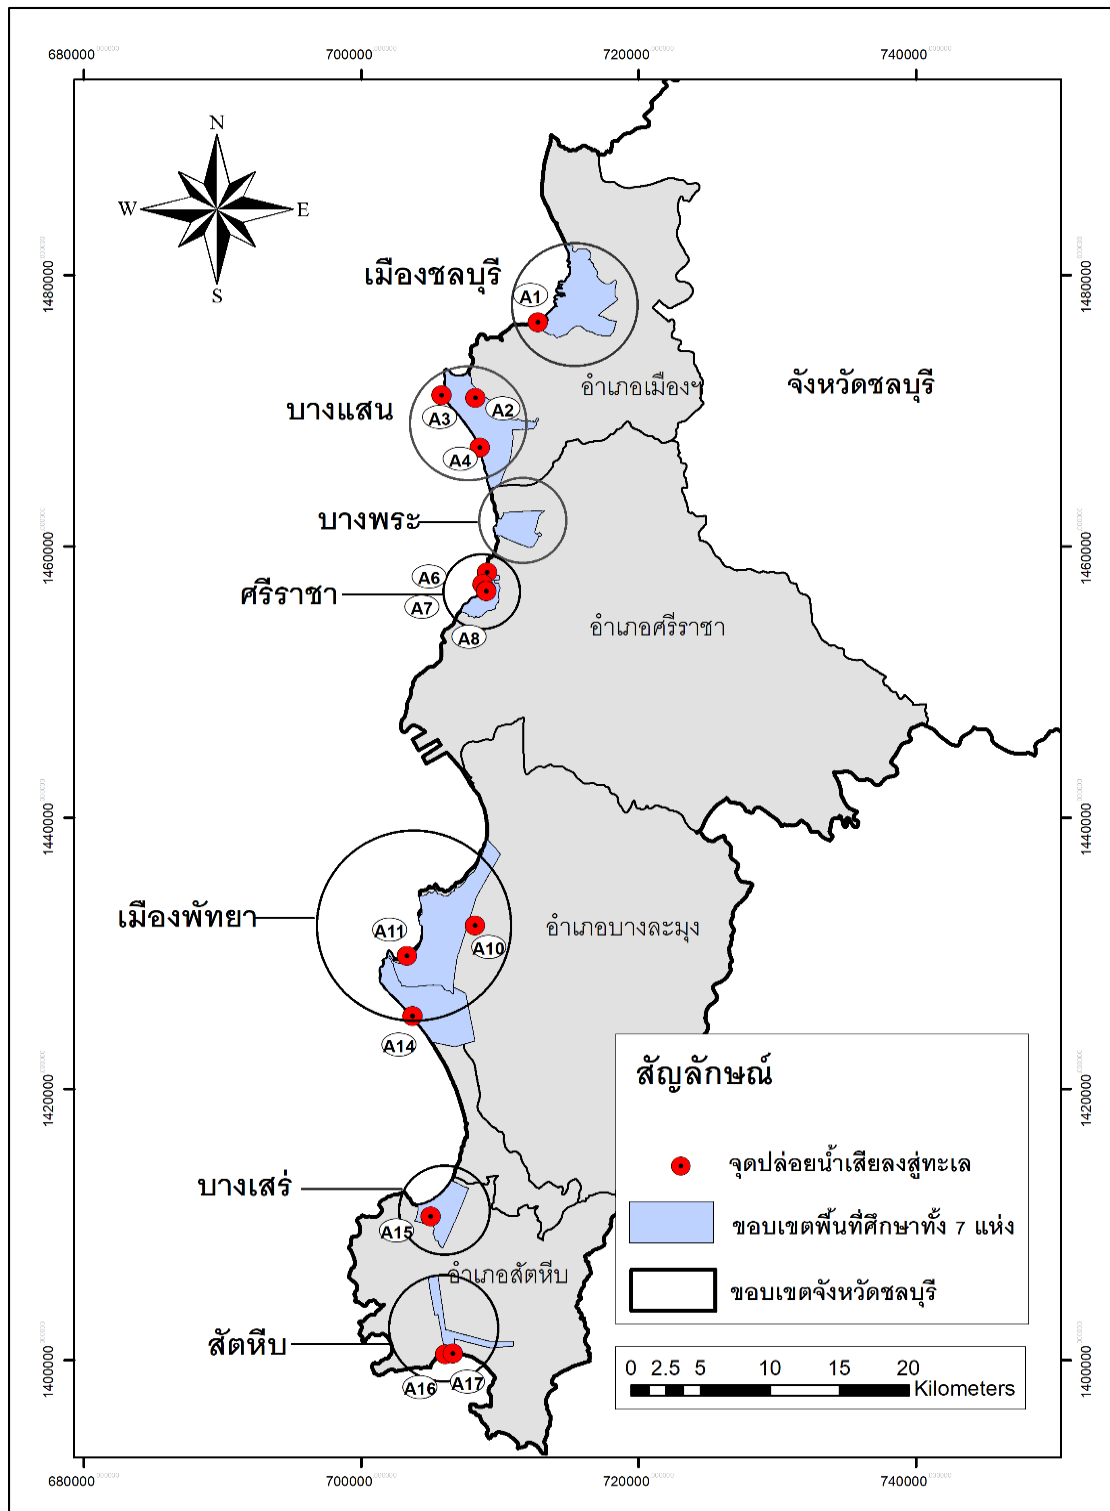 680000 700000 720000 740000
N
W E
S
1480000 1480000
เมืองชลบุรี
A1
อำเภอเมืองฯ
จังหวัดชลบุรี
บางแสน
A3
A2
A4
บางพระ
1460000 1460000
A6
ศรีราชา
A7
A8
อำเภอศรีราชา
1440000 1440000
เมืองพัทยา
A11
A10
อำเภอบางละมุง
A14
1420000 1420000
สัญลักษณ์
จุดปล่อยน้ำเสียลงสู่ทะเล
ขอบเขตพื้นที่ศึกษาทั้ง 7 แห่ง
ขอบเขตจังหวัดชลบุรี
บางเสร่
A15
อำเภอสัตหีบ
สัตหีบ
A16
A17
1400000 1400000
0 2.5 5 10 15 20
Kilometers
680000 700000 720000 740000